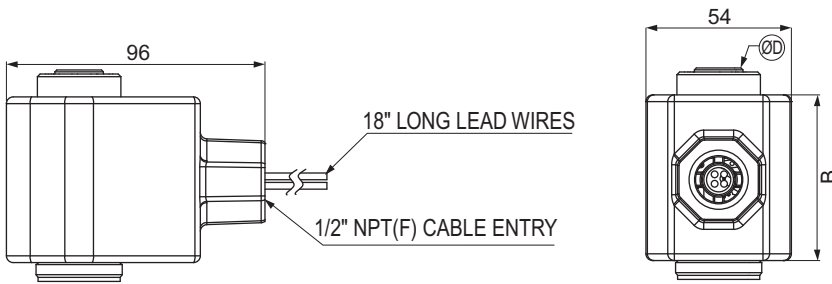 96
54
ØD
18" LONG LEAD WIRES
B
1/2" NPT(F) CABLE ENTRY